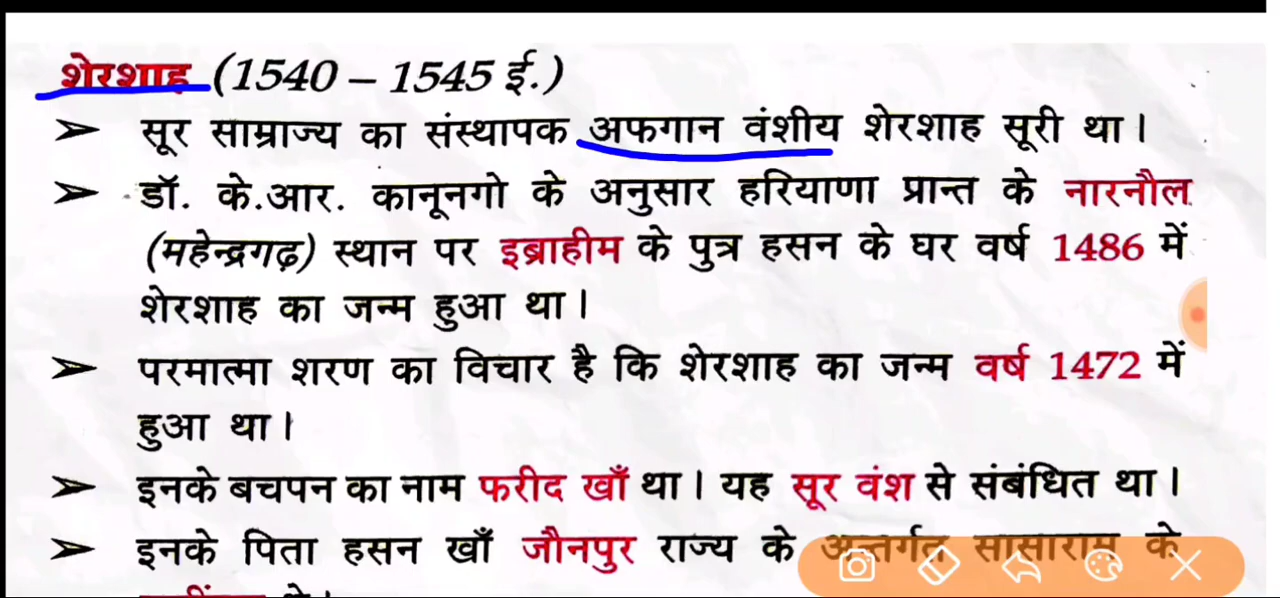 शेरशाह (1540 – 1545 ई.)
➢ सूर साम्राज्य का संस्थापक अफगान वंशीय शेरशाह सूरी था।
➢ डॉ. के.आर. कानूनगो के अनुसार हरियाणा प्रान्त के नारनौल
(महेन्द्रगढ़) स्थान पर इब्राहीम के पुत्र हसन के घर वर्ष 1486 में
शेरशाह का जन्म हुआ था।
➢ परमात्मा शरण का विचार है कि शेरशाह का जन्म वर्ष 1472 में
हुआ था।
➢ इनके बचपन का नाम फरीद खाँ था। यह सूर वंश से संबंधित था।
➢ इनके पिता हसन खाँ जौनपुर राज्य के अन्तर्गत सासाराम के